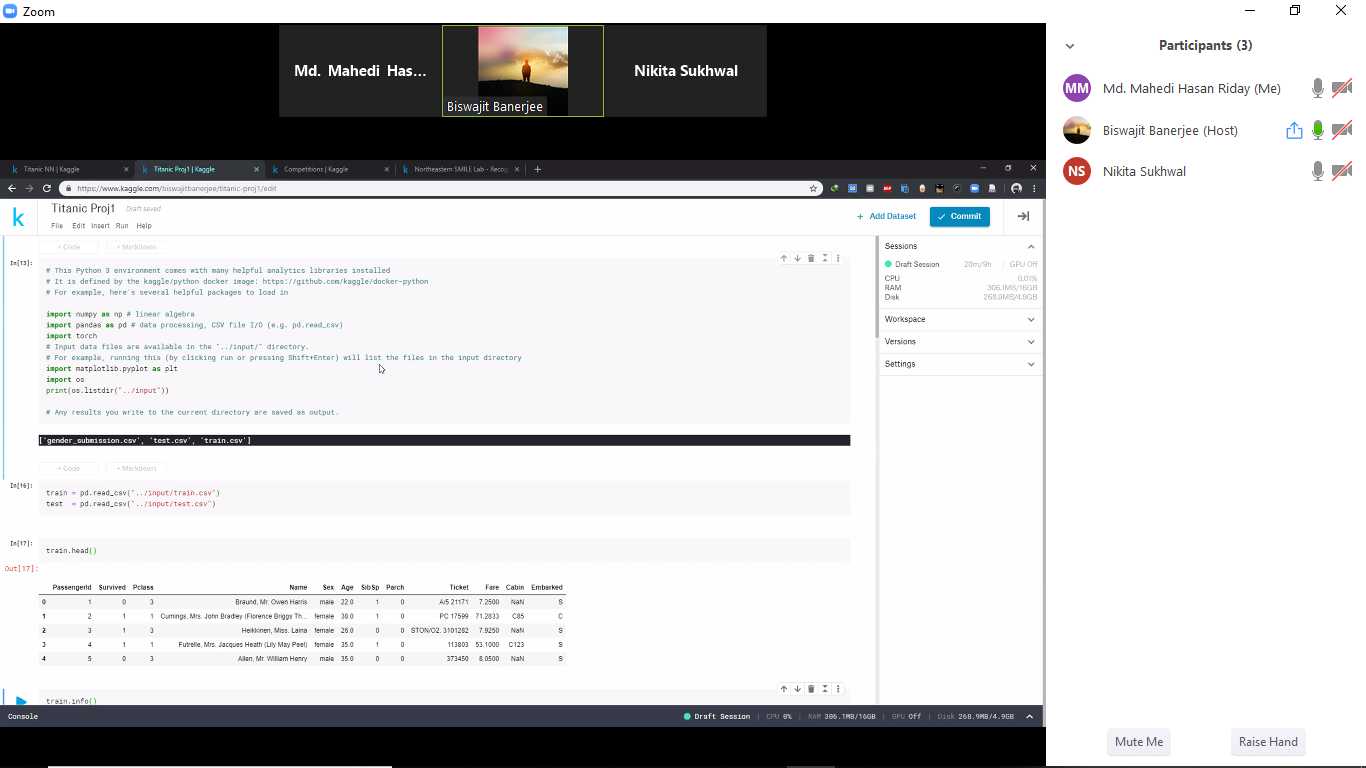 Zoom
Md. Mahedi Has...
Biswajit Banerjee
Nikita Sukhwal
Participants (3)
MM Md. Mahedi Hasan Riday (Me)
Biswajit Banerjee (Host)
NS Nikita Sukhwal
Titanic NN | Kaggle
Titanic Proj1 | Kaggle
Competitions | Kaggle
Northeastern SMILE Lab - Recog
https://www.kaggle.com/biswajitbanerjee/titanic-proj1/edit
k
Titanic Proj1 Draft saved
File Edit Insert Run Help
+ Add Dataset
Commit
+ Code + Markdown
In[13]:
# This Python 3 environment comes with many helpful analytics libraries installed
# It is defined by the kaggle/python docker image: https://github.com/kaggle/docker-python
# For example, here's several helpful packages to load in
import numpy as np # linear algebra
import pandas as pd # data processing, CSV file I/O (e.g. pd.read_csv)
import torch
# Input data files are available in the "../input/" directory.
# For example, running this (by clicking run or pressing Shift+Enter) will list the files in the input directory
import matplotlib.pyplot as plt
import os
print(os.listdir("../input"))
# Any results you write to the current directory are saved as output.
['gender_submission.csv', 'test.csv', 'train.csv']
+ Code + Markdown
In[16]:
train = pd.read_csv("../input/train.csv")
test = pd.read_csv("../input/test.csv")
In[17]:
train.head()
Out[17]:
PassengerId Survived Pclass Name Sex Age SibSp Parch Ticket Fare Cabin Embarked
0 1 0 3 Braund, Mr. Owen Harris male 22.0 1 0 A/5 21171 7.2500 NaN S
1 2 1 1 Cumings, Mrs. John Bradley (Florence Briggs Th... female 38.0 1 0 PC 17599 71.2833 C85 C
2 3 1 3 Heikkinen, Miss. Laina female 26.0 0 0 STON/O2. 3101282 7.9250 NaN S
3 4 1 1 Futrelle, Mrs. Jacques Heath (Lily May Peel) female 35.0 1 0 113803 53.1000 C123 S
4 5 0 3 Allen, Mr. William Henry male 35.0 0 0 373450 8.0500 NaN S
train.info()
Sessions
Draft Session 20m/9h GPU Off
CPU 0.01%
RAM 306.1MB/16GB
Disk 268.9MB/4.9GB
Workspace
Versions
Settings
Console
Draft Session CPU 0% RAM 306.1MB/16GB GPU Off Disk 268.9MB/4.9GB
Mute Me
Raise Hand